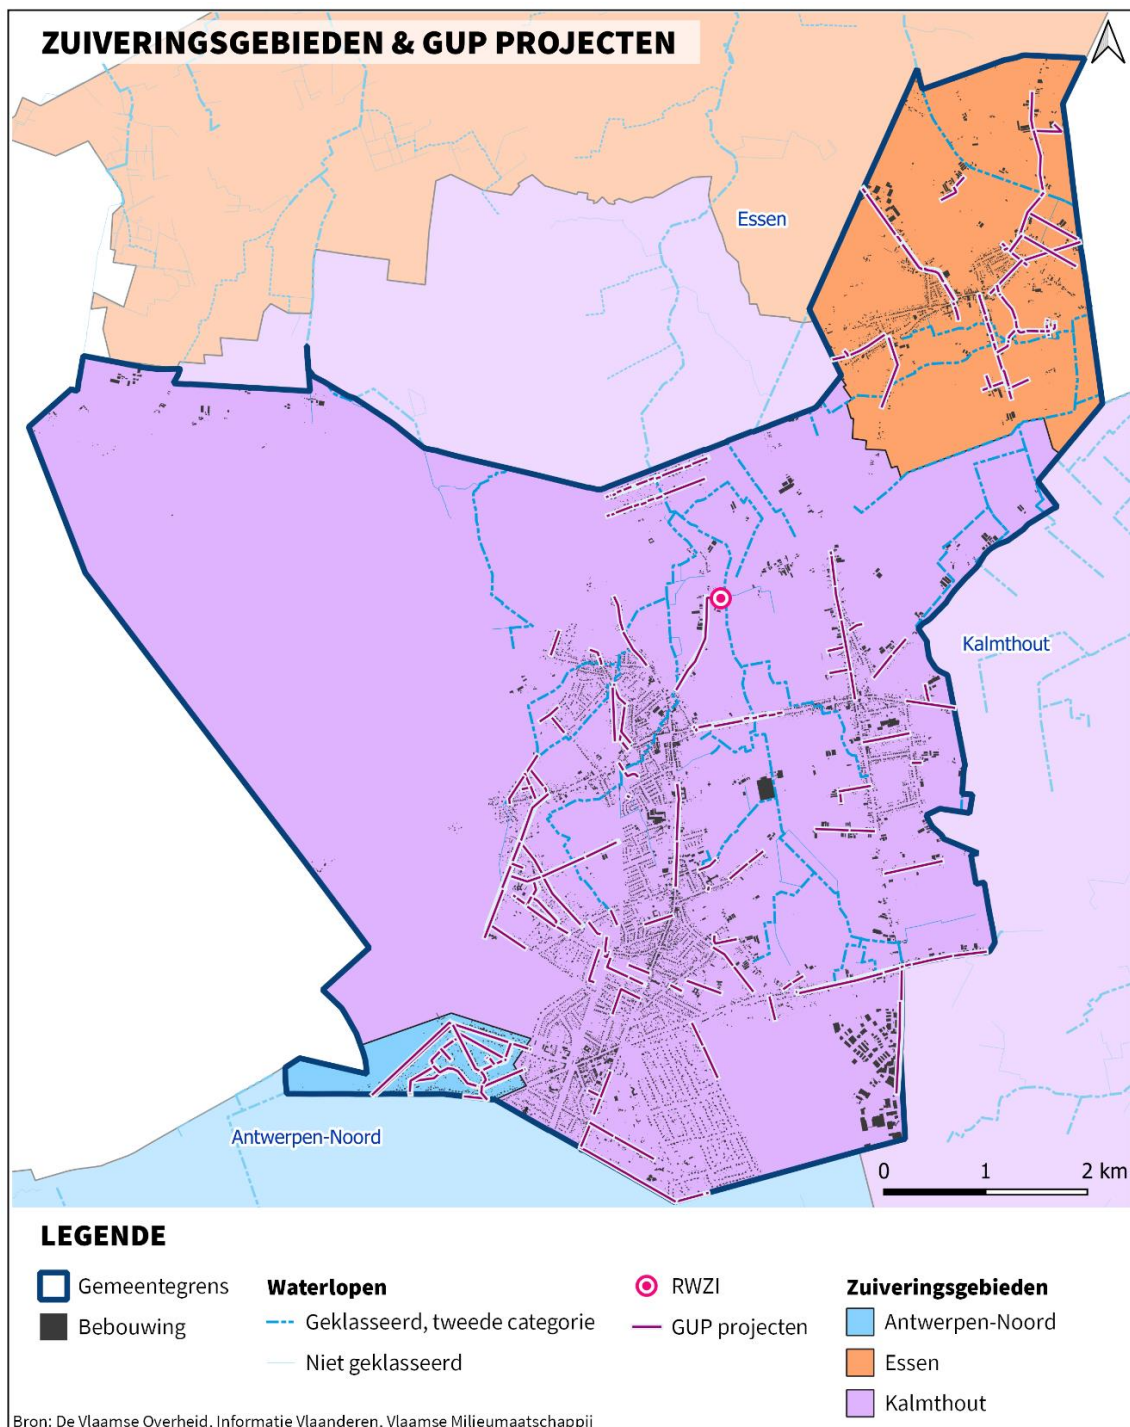 ZUIVERINGSGEBIEDEN & GUP PROJECTEN
Essen
Kalmthout
Antwerpen-Noord
0 1 2 km
LEGENDE
Gemeentegrens
Bebouwing
Waterlopen
Geklasseerd, tweede categorie
Niet geklasseerd
RWZI
GUP projecten
Zuiveringsgebieden
Antwerpen-Noord
Essen
Kalmthout
Bron: De Vlaamse Overheid, Informatie Vlaanderen, Vlaamse Milieumaatschappij